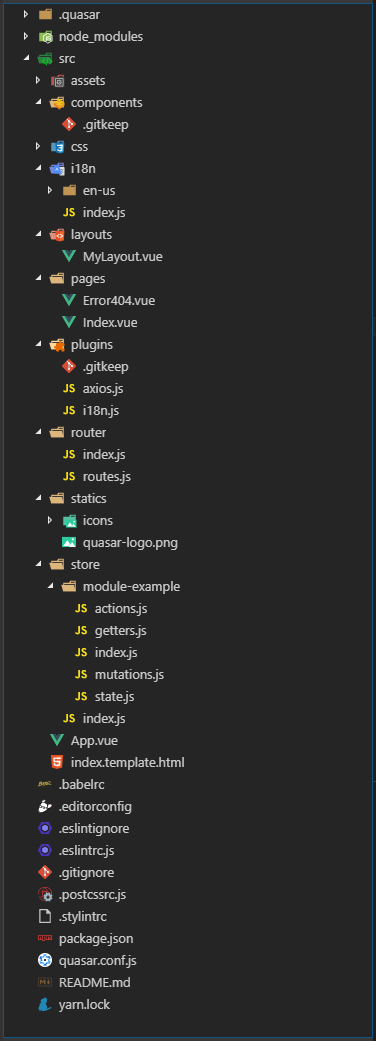 .quasar
node_modules
src
assets
components
.gitkeep
css
i18n
en-us
JS index.js
layouts
MyLayout.vue
pages
Error404.vue
Index.vue
plugins
.gitkeep
JS axios.js
JS i18n.js
router
JS index.js
JS routes.js
statics
icons
quasar-logo.png
store
module-example
JS actions.js
JS getters.js
JS index.js
JS mutations.js
JS state.js
JS index.js
App.vue
index.template.html
.babelrc
.editorconfig
.eslintignore
.eslintrc.js
.gitignore
.postcssrc.js
.stylintrc
package.json
quasar.conf.js
README.md
yarn.lock